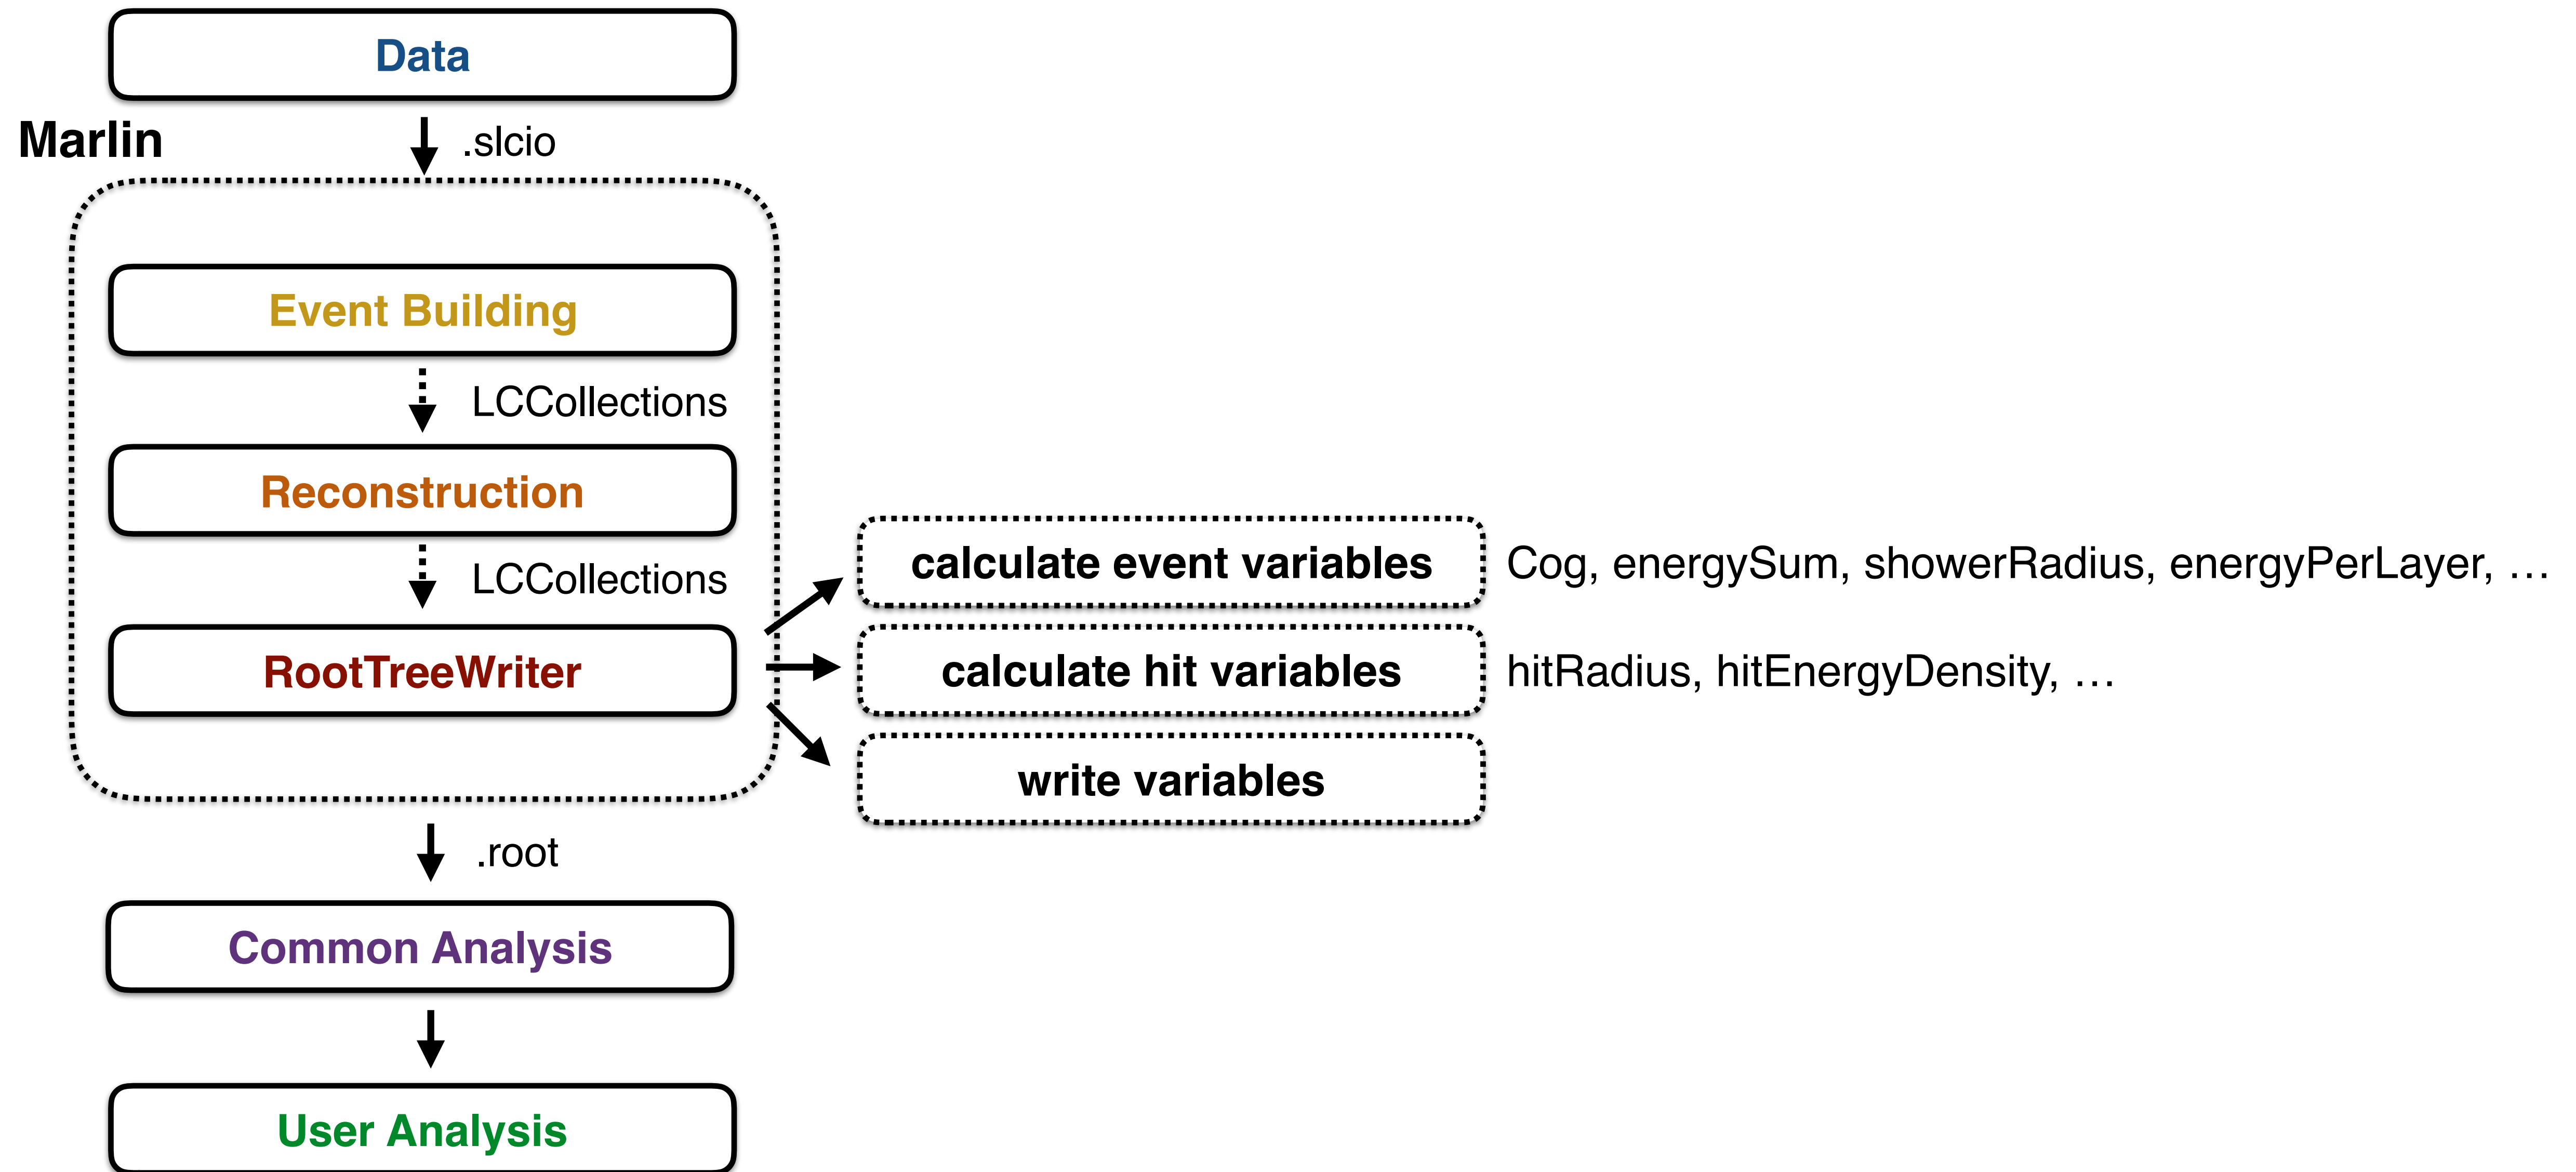 Data
Marlin
.slcio
Event Building
LCCollections
Reconstruction
LCCollections
RootTreeWriter
calculate event variables
Cog, energySum, showerRadius, energyPerLayer, …
calculate hit variables
hitRadius, hitEnergyDensity, …
write variables
.root
Common Analysis
User Analysis